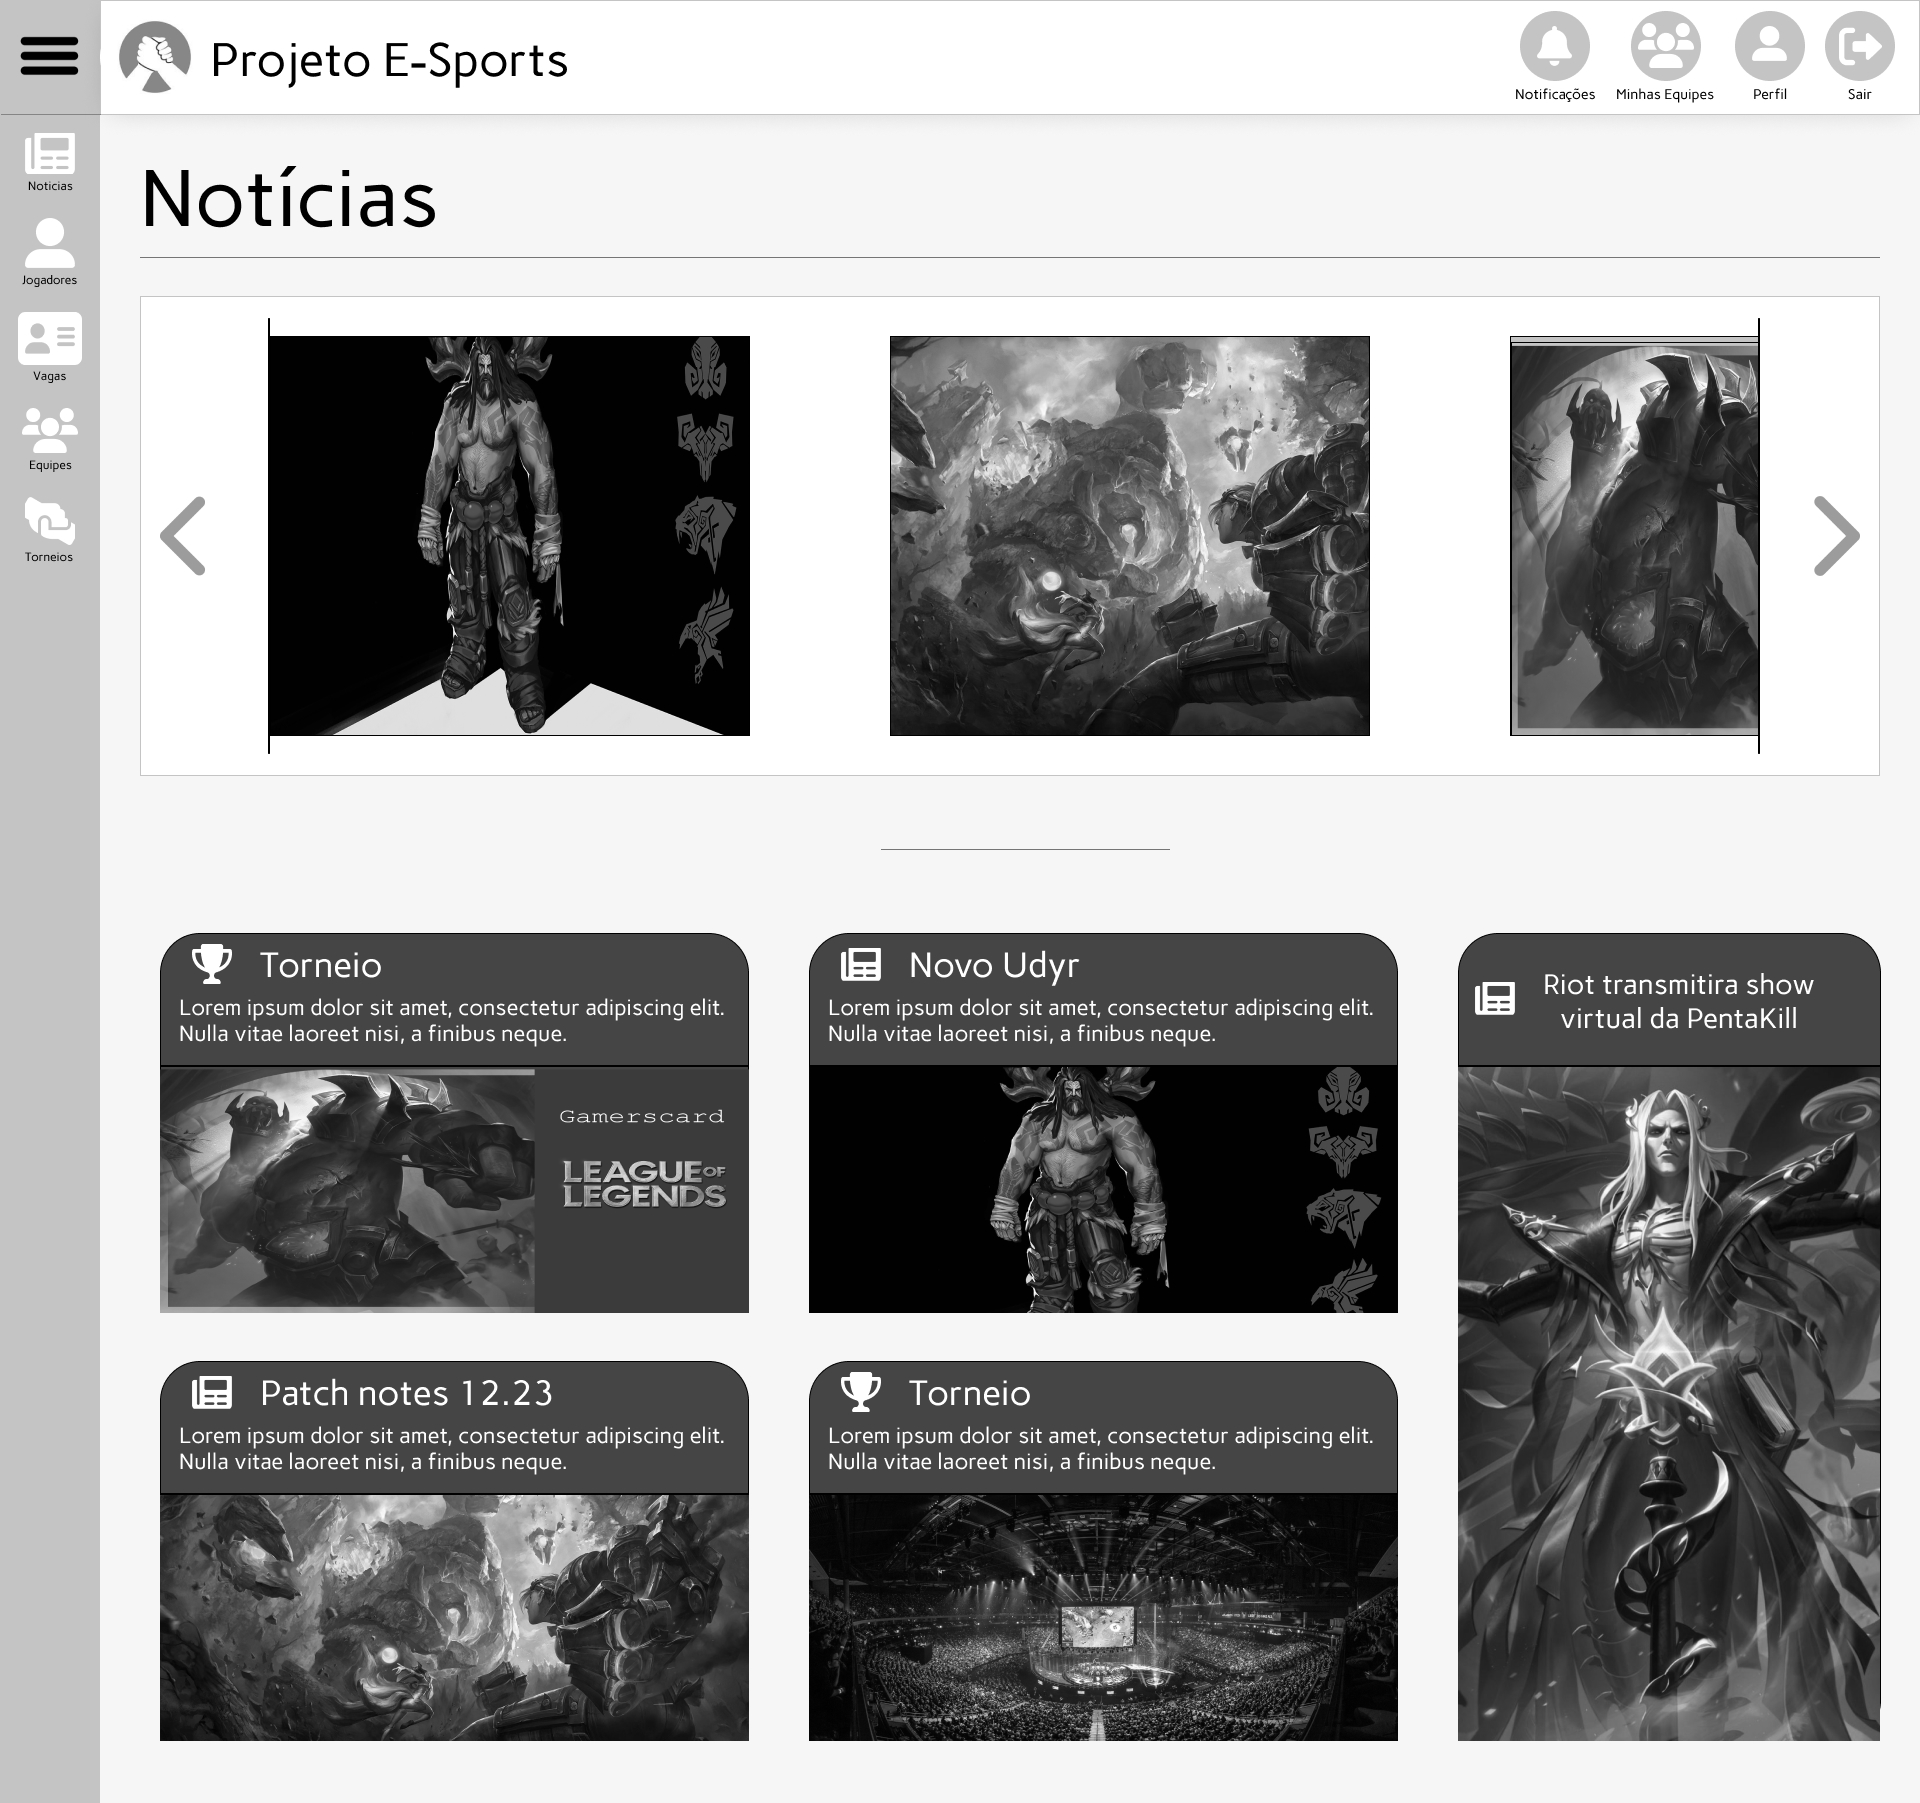 Projeto E-Sports
Notificações
Minhas Equipes
Perfil
Sair
Noticias
Jogadores
Vagas
Equipes
Torneios
Notícias
Torneio
Lorem ipsum dolor sit amet, consectetur adipiscing elit.
Nulla vitae laoreet nisi, a finibus neque.
Gamerscard
LEAGUE OF
LEGENDS
Novo Udyr
Lorem ipsum dolor sit amet, consectetur adipiscing elit.
Nulla vitae laoreet nisi, a finibus neque.
Riot transmitira show
virtual da PentaKill
Patch notes 12.23
Lorem ipsum dolor sit amet, consectetur adipiscing elit.
Nulla vitae laoreet nisi, a finibus neque.
Torneio
Lorem ipsum dolor sit amet, consectetur adipiscing elit.
Nulla vitae laoreet nisi, a finibus neque.